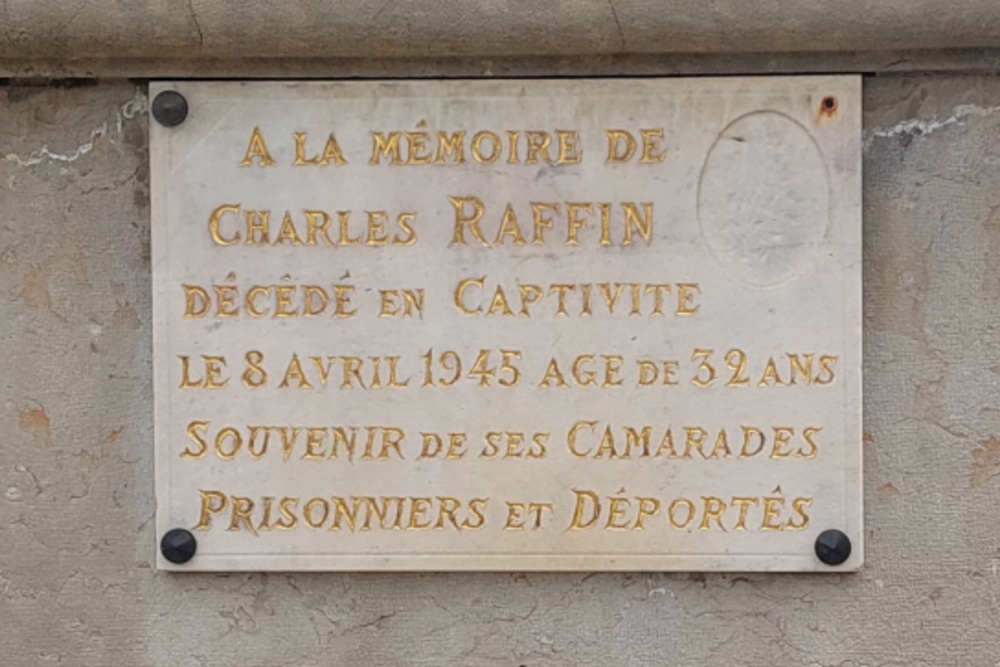 A LA MÉMOIRE DE
CHARLES RAFFIN
DÉCÉDÉ EN CAPTIVITE
LE 8 AVRIL 1945 AGE DE 32 ANS
SOUVENIR DE SES CAMARADES
PRISONNIERS ET DÉPORTÉS